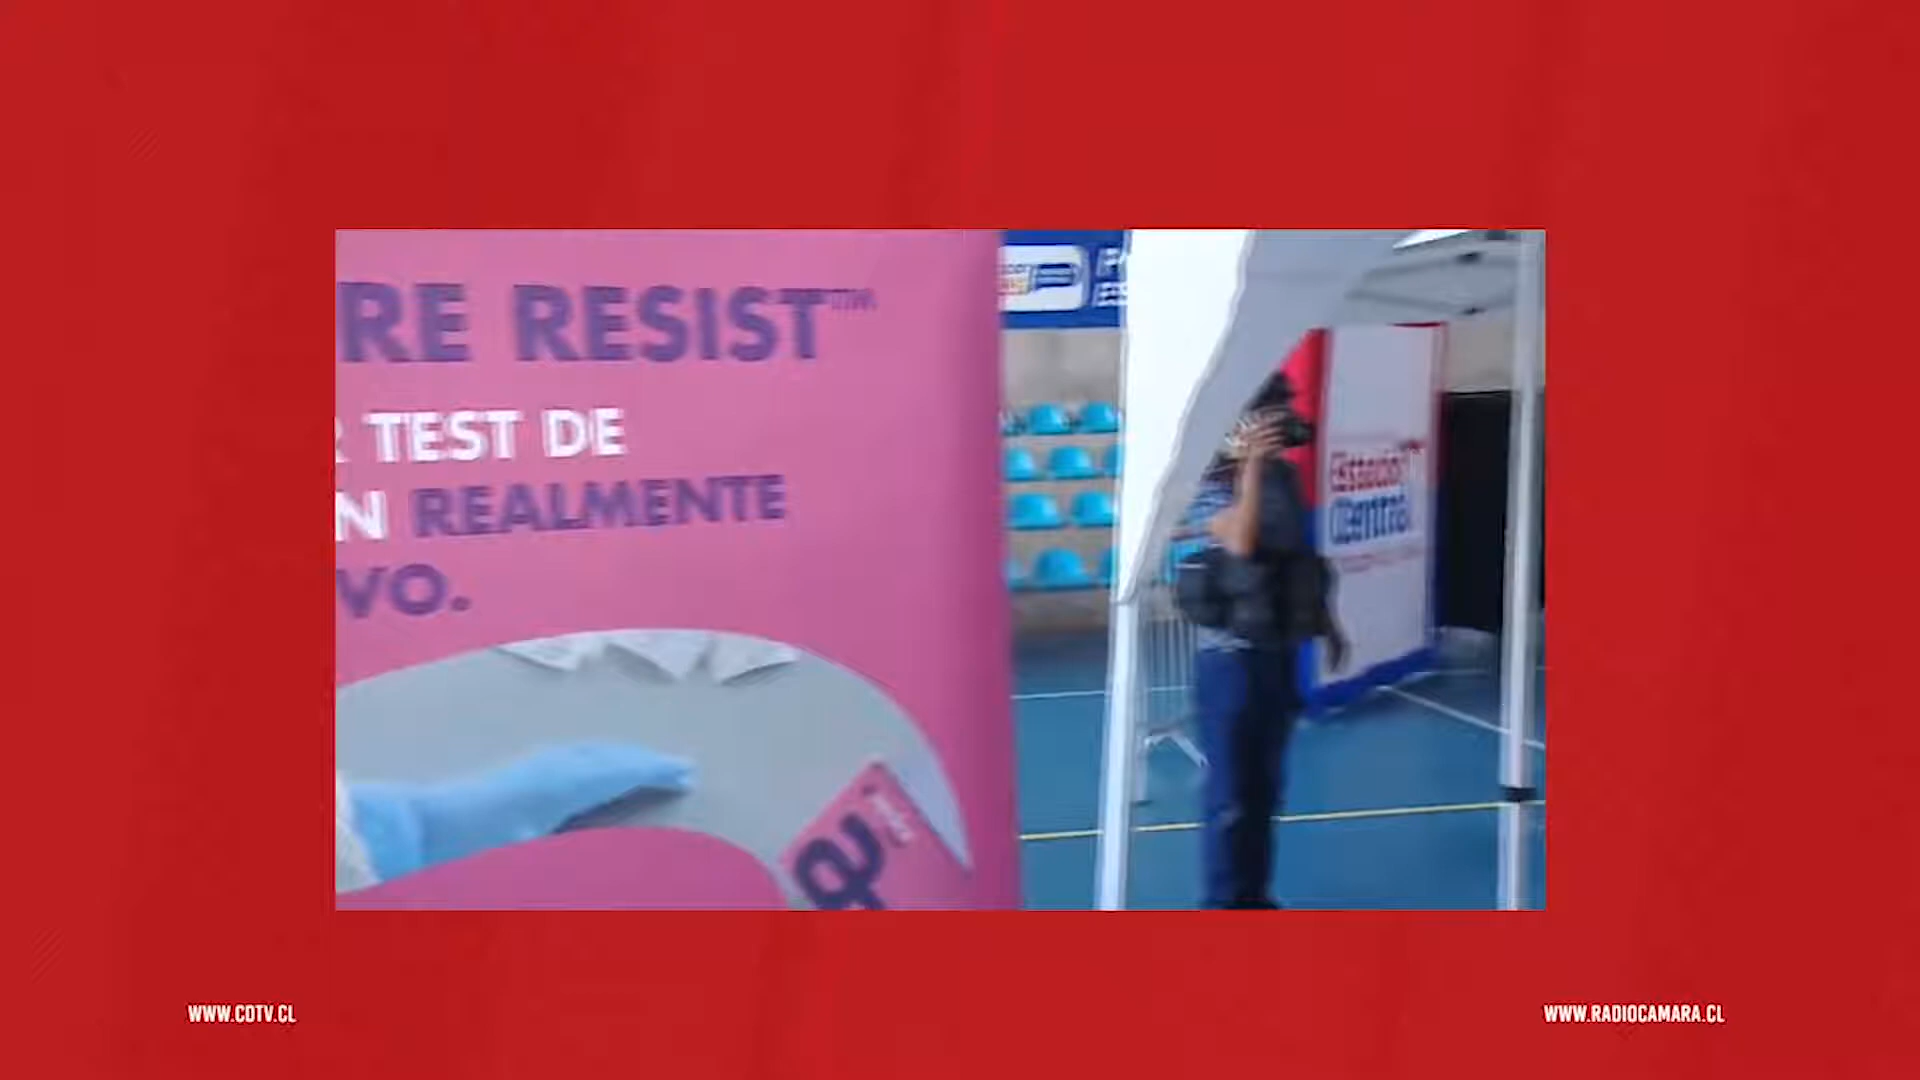 RE RESIST™
TEST DE
N REALMENTE
VO.
Estación
Central
WWW.CDTV.CL
WWW.RADIOCAMARA.CL